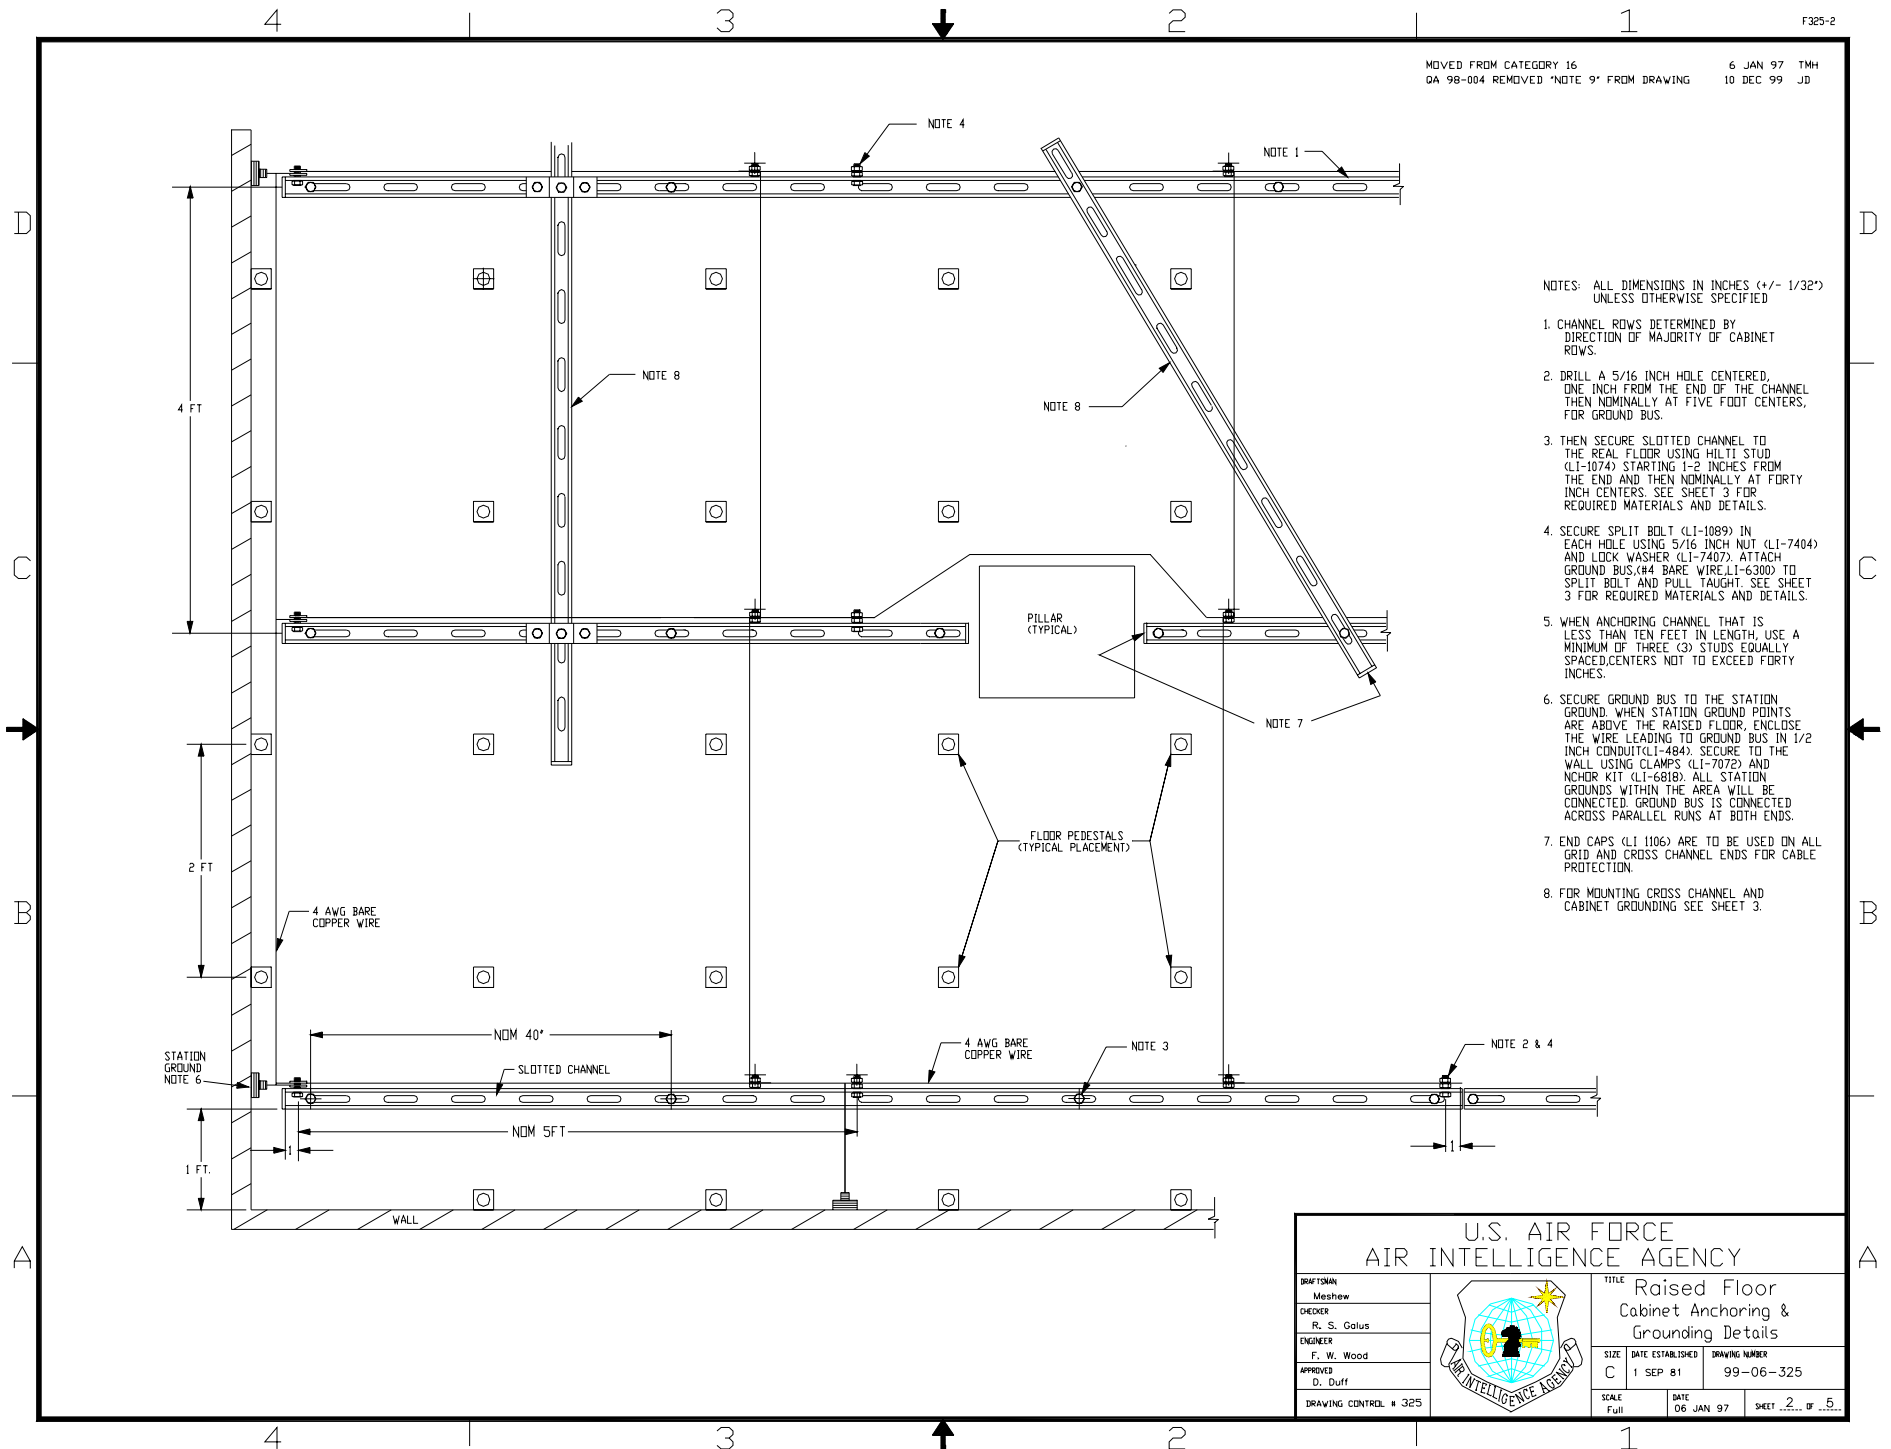 4 3 2 1 F325-2
MOVED FROM CATEGORY 16 6 JAN 97 TMH
QA 98-004 REMOVED "NOTE 9" FROM DRAWING 10 DEC 99 JD
NOTE 4
NOTE 1
D D
NOTES: ALL DIMENSIONS IN INCHES (+/- 1/32")
UNLESS OTHERWISE SPECIFIED
1. CHANNEL ROWS DETERMINED BY
DIRECTION OF MAJORITY OF CABINET
ROWS.
2. DRILL A 5/16 INCH HOLE CENTERED,
ONE INCH FROM THE END OF THE CHANNEL
THEN NOMINALLY AT FIVE FOOT CENTERS,
FOR GROUND BUS.
3. THEN SECURE SLOTTED CHANNEL TO
THE REAL FLOOR USING HILTI STUD
(LI-1074) STARTING 1-2 INCHES FROM
THE END AND THEN NOMINALLY AT FORTY
INCH CENTERS. SEE SHEET 3 FOR
REQUIRED MATERIALS AND DETAILS.
4. SECURE SPLIT BOLT (LI-1089) IN
EACH HOLE USING 5/16 INCH NUT (LI-7404)
AND LOCK WASHER (LI-7407). ATTACH
GROUND BUS,(#4 BARE WIRE,LI-6300) TO
SPLIT BOLT AND PULL TAUGHT. SEE SHEET
3 FOR REQUIRED MATERIALS AND DETAILS.
5. WHEN ANCHORING CHANNEL THAT IS
LESS THAN TEN FEET IN LENGTH, USE A
MINIMUM OF THREE (3) STUDS EQUALLY
SPACED,CENTERS NOT TO EXCEED FORTY
INCHES.
6. SECURE GROUND BUS TO THE STATION
GROUND. WHEN STATION GROUND POINTS
ARE ABOVE THE RAISED FLOOR, ENCLOSE
THE WIRE LEADING TO GROUND BUS IN 1/2
INCH CONDUIT(LI-484). SECURE TO THE
WALL USING CLAMPS (LI-7072) AND
NCHOR KIT (LI-6818). ALL STATION
GROUNDS WITHIN THE AREA WILL BE
CONNECTED. GROUND BUS IS CONNECTED
ACROSS PARALLEL RUNS AT BOTH ENDS.
7. END CAPS (LI 1106) ARE TO BE USED ON ALL
GRID AND CROSS CHANNEL ENDS FOR CABLE
PROTECTION.
8. FOR MOUNTING CROSS CHANNEL AND
CABINET GROUNDING SEE SHEET 3.
NOTE 8
4 FT
NOTE 8
C C
PILLAR
(TYPICAL)
NOTE 7
FLOOR PEDESTALS
(TYPICAL PLACEMENT)
2 FT
B B
4 AWG BARE
COPPER WIRE
NOM 40"
4 AWG BARE
COPPER WIRE
NOTE 3
NOTE 2 & 4
STATION
GROUND
NOTE 6
SLOTTED CHANNEL
NOM 5FT
1
1
1 FT.
WALL
A A
U.S. AIR FORCE
AIR INTELLIGENCE AGENCY
DRAFTSMAN
Meshew
CHECKER
R. S. Galus
ENGINEER
F. W. Wood
APPROVED
D. Duff
DRAWING CONTROL # 325
AIR INTELLIGENCE AGENCY
TITLE Raised Floor
Cabinet Anchoring &
Grounding Details
SIZE DATE ESTABLISHED DRAWING NUMBER
C 1 SEP 81 99-06-325
SCALE DATE
Full 06 JAN 97 SHEET 2 OF 5
4 3 2 1